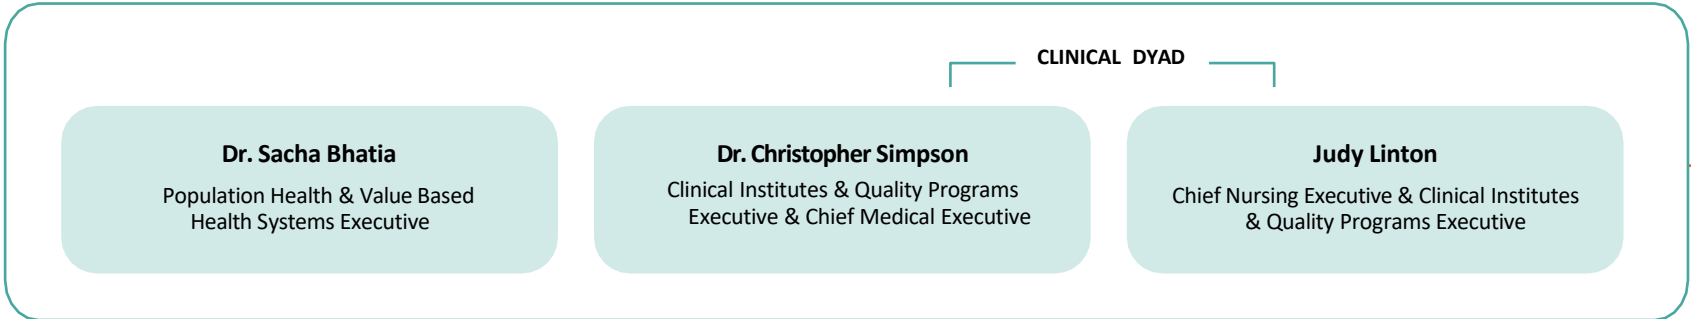 CLINICAL DYAD
Dr. Sacha Bhatia
Population Health & Value Based
Health Systems Executive
Dr. Christopher Simpson
Clinical Institutes & Quality Programs
Executive & Chief Medical Executive
Judy Linton
Chief Nursing Executive & Clinical Institutes
& Quality Programs Executive